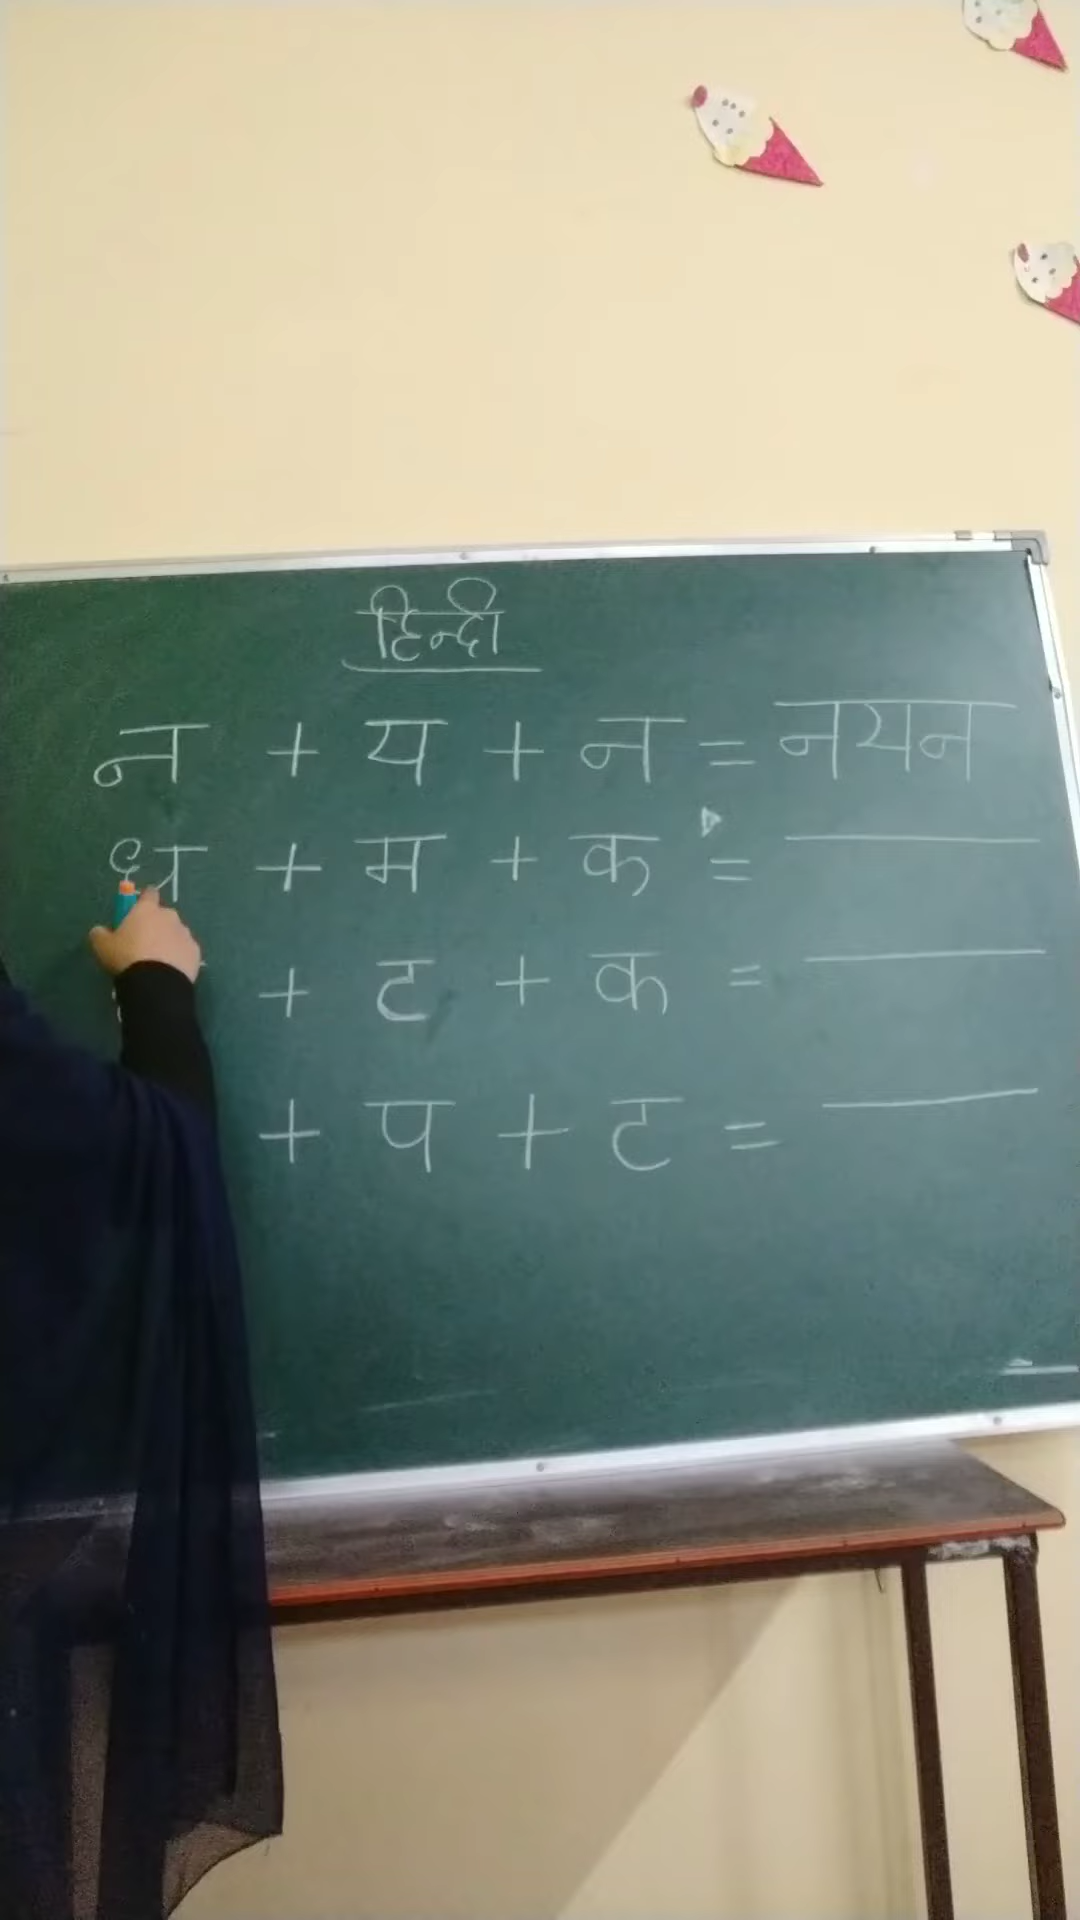 हिन्दी
न + य + न = नयन
ध + म + क = 
+ ट + क = 
+ प + ट =